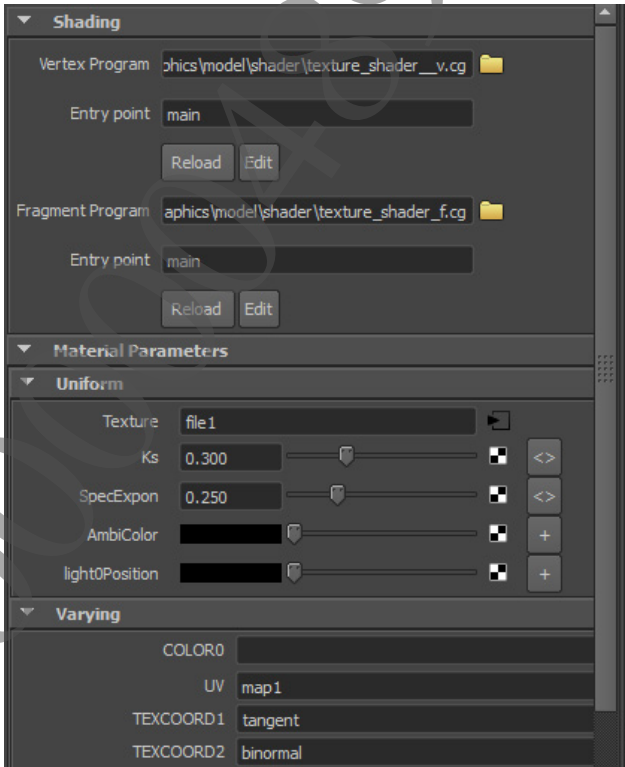 Shading
Vertex Program phics\model\shader\texture_shader__v.cg
Entry point main
Reload Edit
Fragment Program aphics\model\shader\texture_shader_f.cg
Entry point main
Reload Edit
Material Parameters
Uniform
Texture file1
Ks 0.300 <>
SpecExpon 0.250 <>
AmbiColor +
light0Position +
Varying
COLOR0
UV map1
TEXCOORD1 tangent
TEXCOORD2 binormal